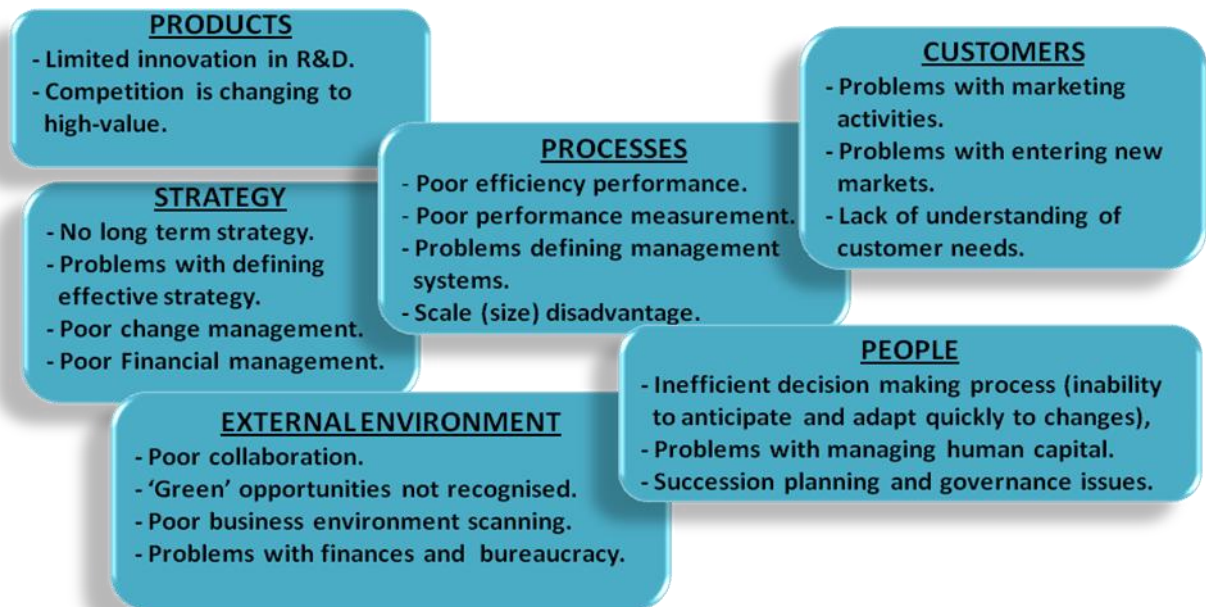 PRODUCTS
- Limited innovation in R&D.
- Competition is changing to
high-value.
CUSTOMERS
- Problems with marketing
activities.
- Problems with entering new
markets.
- Lack of understanding of
customer needs.
PROCESSES
- Poor efficiency performance.
- Poor performance measurement.
- Problems defining management
systems.
- Scale (size) disadvantage.
STRATEGY
- No long term strategy.
- Problems with defining
effective strategy.
- Poor change management.
- Poor Financial management.
PEOPLE
- Inefficient decision making process (inability
to anticipate and adapt quickly to changes),
- Problems with managing human capital.
- Succession planning and governance issues.
EXTERNAL ENVIRONMENT
- Poor collaboration.
- ‘Green’ opportunities not recognised.
- Poor business environment scanning.
- Problems with finances and bureaucracy.